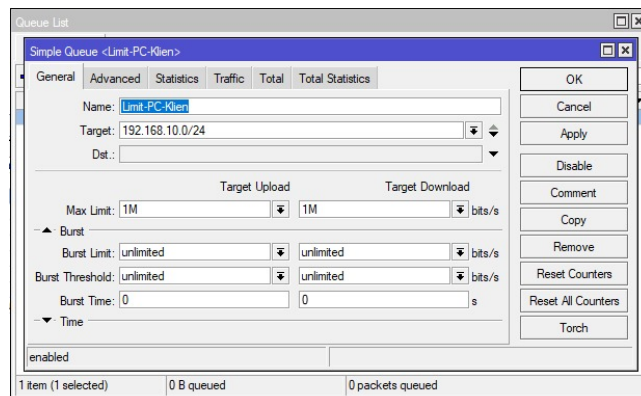 Queue List
Simple Queue <Limit-PC-Klien>
General Advanced Statistics Traffic Total Total Statistics
OK
Name: Limit-PC-Klien
Cancel
Target: 192.168.10.0/24
Apply
Dst.:
Disable
Target Upload Target Download
Comment
Max Limit: 1M 1M bits/s
Copy
Burst
Burst Limit: unlimited unlimited bits/s
Remove
Burst Threshold: unlimited unlimited bits/s
Reset Counters
Burst Time: 0 0 s
Reset All Counters
Time
Torch
enabled
1 item (1 selected) 0 B queued 0 packets queued